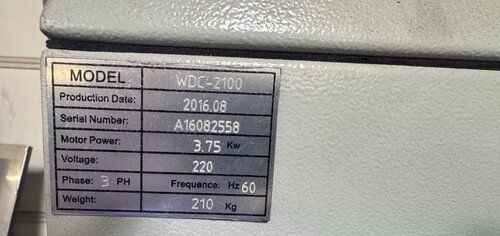 MODEL WDC-2100
Production Date: 2016.08
Serial Number: A16082558
Motor Power: 3.75 Kw
Voltage: 220
Phase: 3 PH Frequency: Hz 60
Weight: 210 Kg